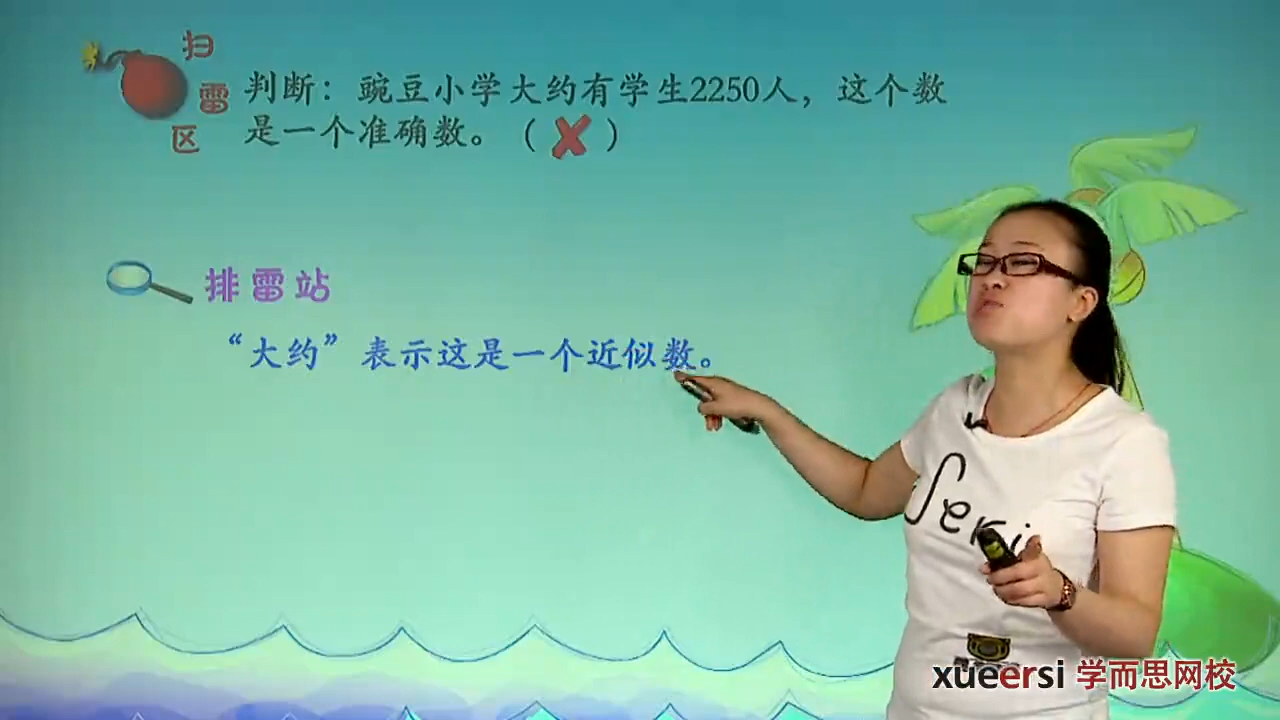 扫
雷
区
判断：豌豆小学大约有学生2250人，这个数
是一个准确数。（✗）
排雷站
“大约”表示这是一个近似数。
xueersi 学而思网校